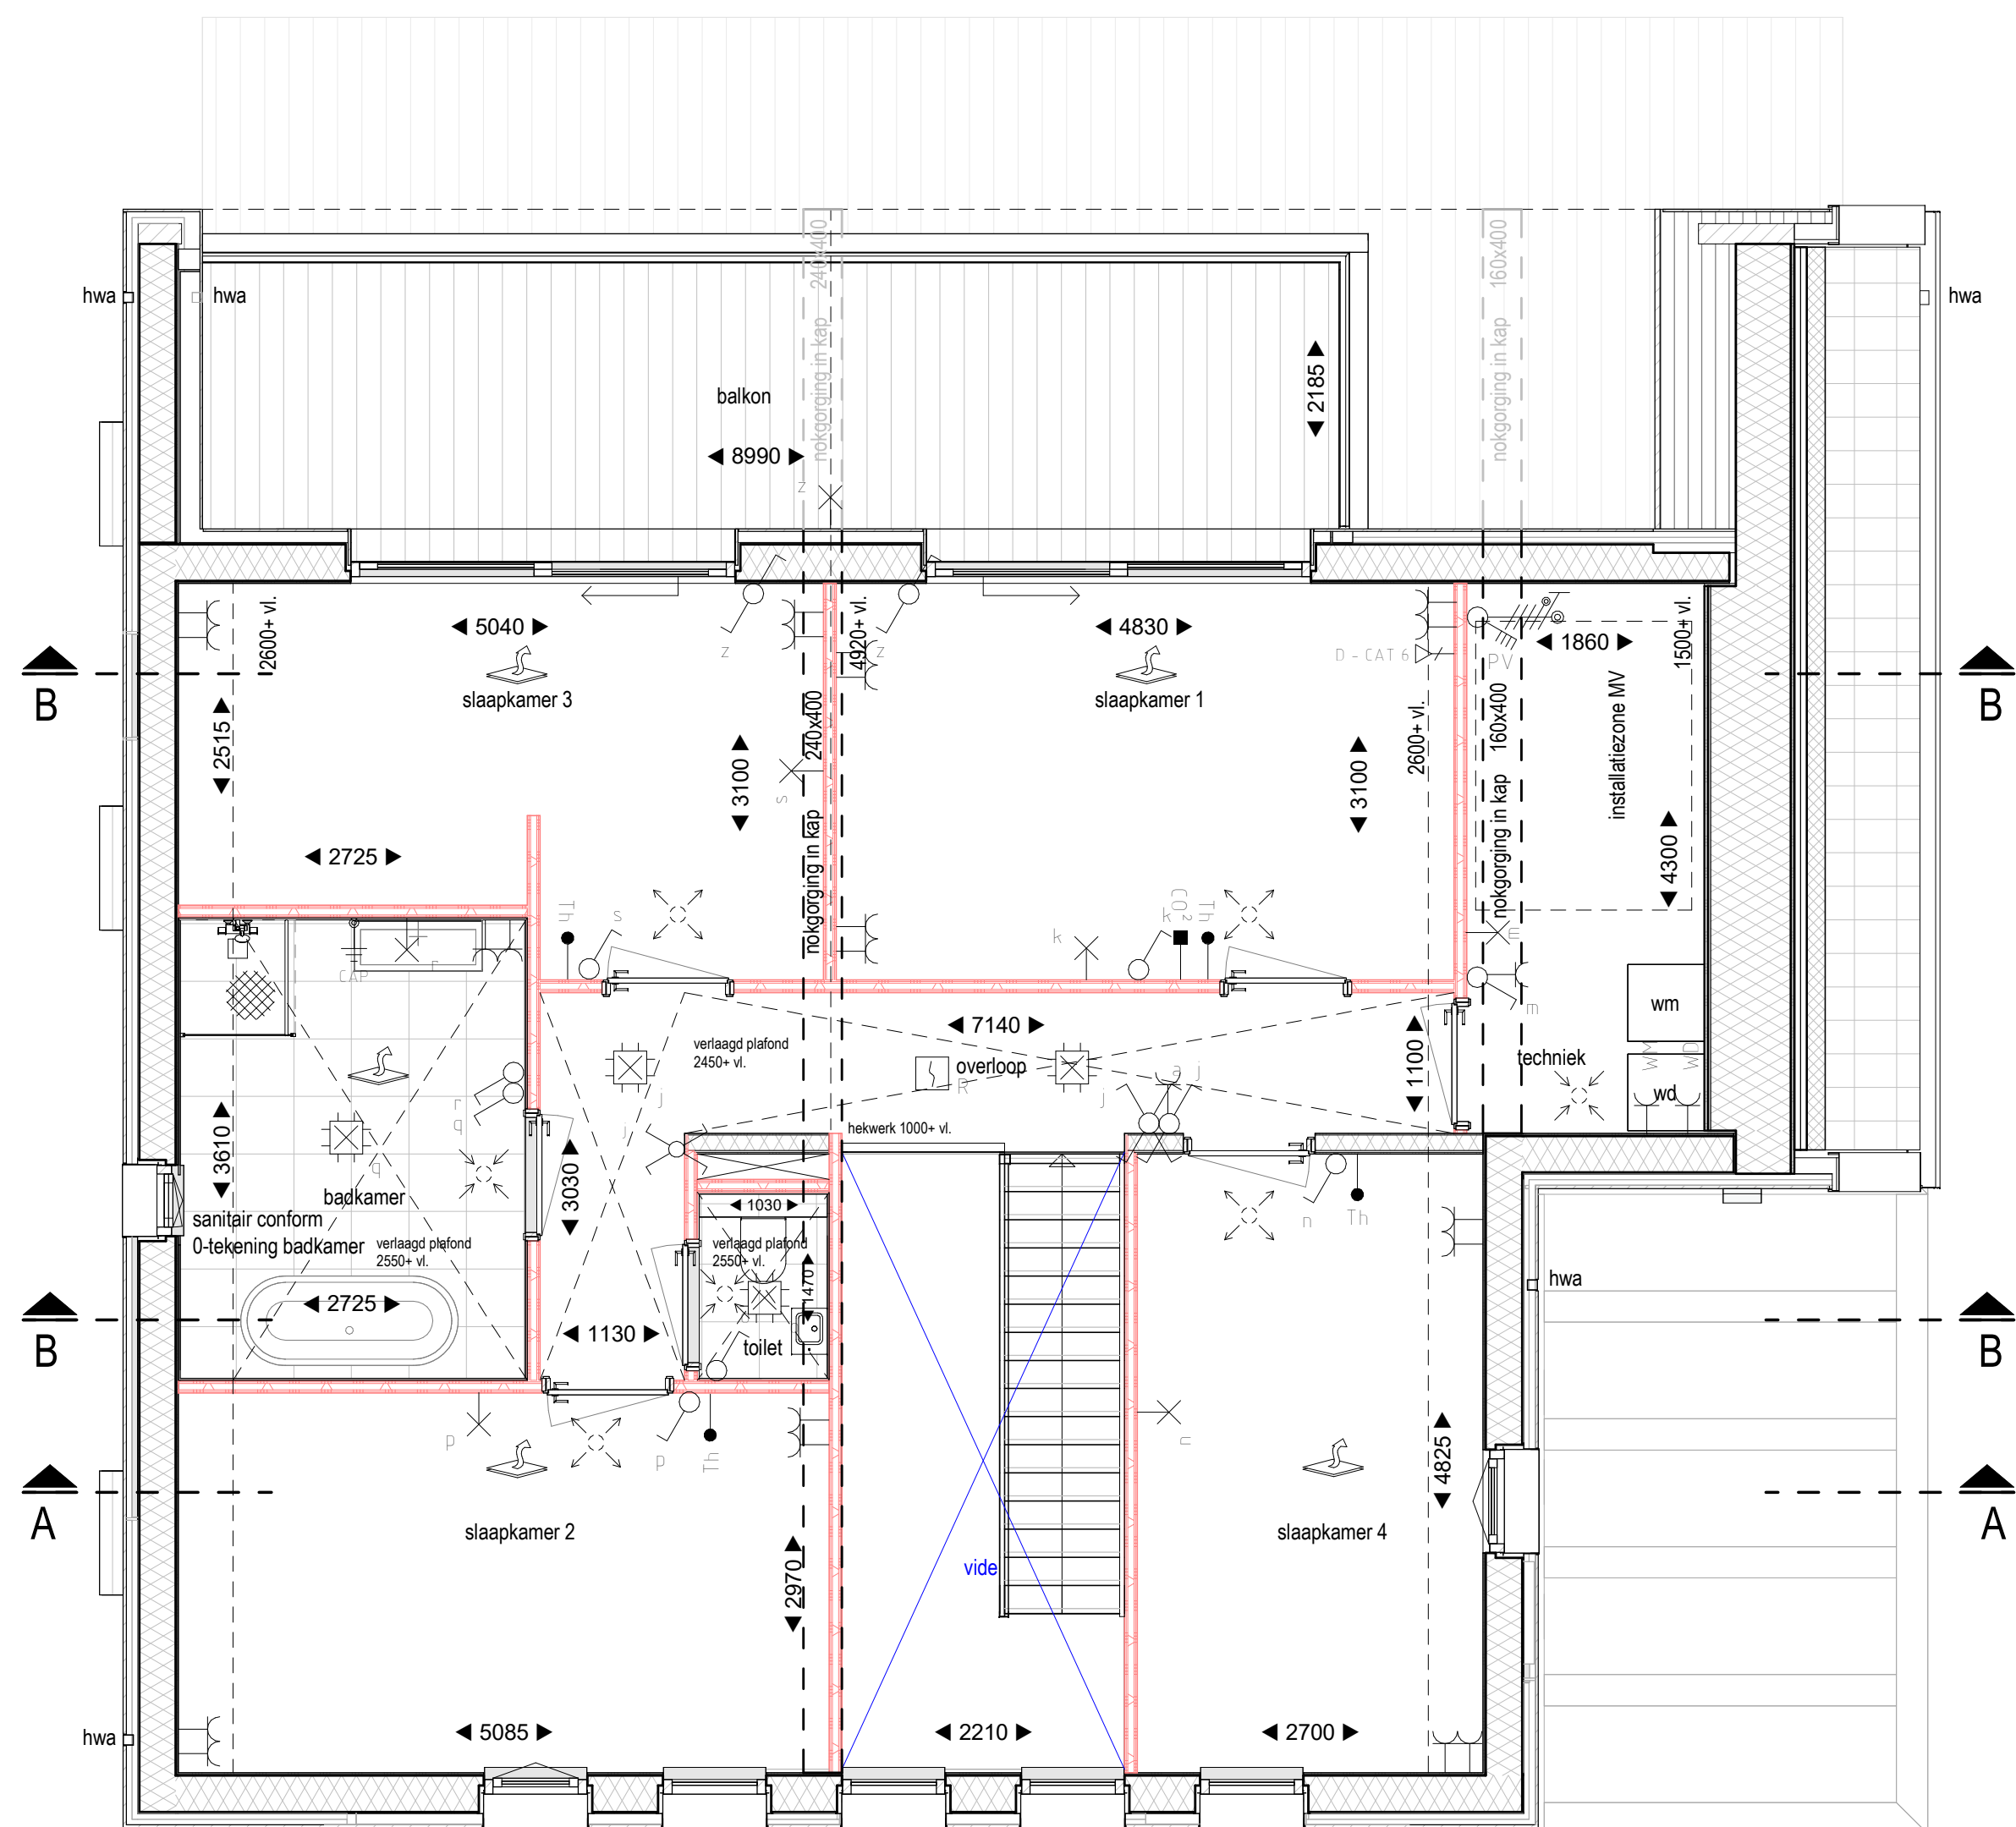 nokgorging in kap 240x400
nokgorging in kap 160x400
hwa
hwa
hwa
balkon
2185
8990
z
2600+ vl.
5040
4920+ vl.
4830
1860
1500+ vl.
z
z
D - CAT 6
PV
B
B
slaapkamer 3
slaapkamer 1
2515
3100
nokgorging in kap 240x400
3100
2600+ vl.
nokgorging in kap 160x400
installatiezone MV
s
2725
4300
Th
s
k
k
CO²
Th
m
CAP
r
m
wm
WM
WD
wd
7140
verlaagd plafond
2450+ vl.
overloop
R
1100
techniek
j
j
a
j
j
r
q
q
hekwerk 1000+ vl.
3610
3030
badkamer
sanitair conform
0-tekening badkamer
verlaagd plafond
2550+ vl.
1030
verlaagd plafond
2550+ vl.
1470
n
Th
hwa
2725
1130
toilet
B
B
p
p
Th
n
4825
A
A
slaapkamer 2
slaapkamer 4
2970
vide
hwa
5085
2210
2700